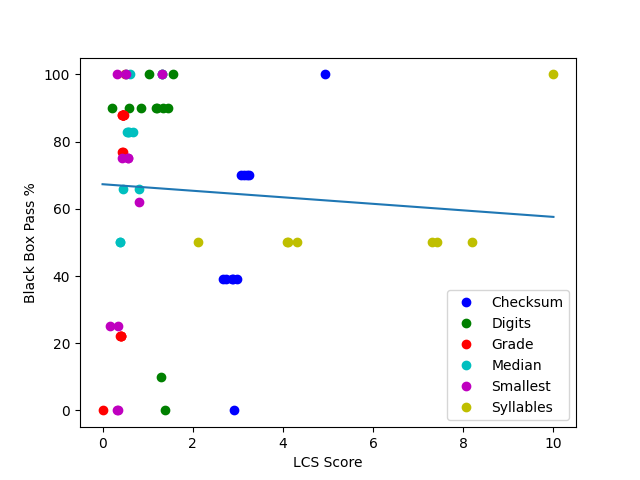 100
80
60
40
20
0
Black Box Pass %
0 2 4 6 8 10
LCS Score
Checksum
Digits
Grade
Median
Smallest
Syllables